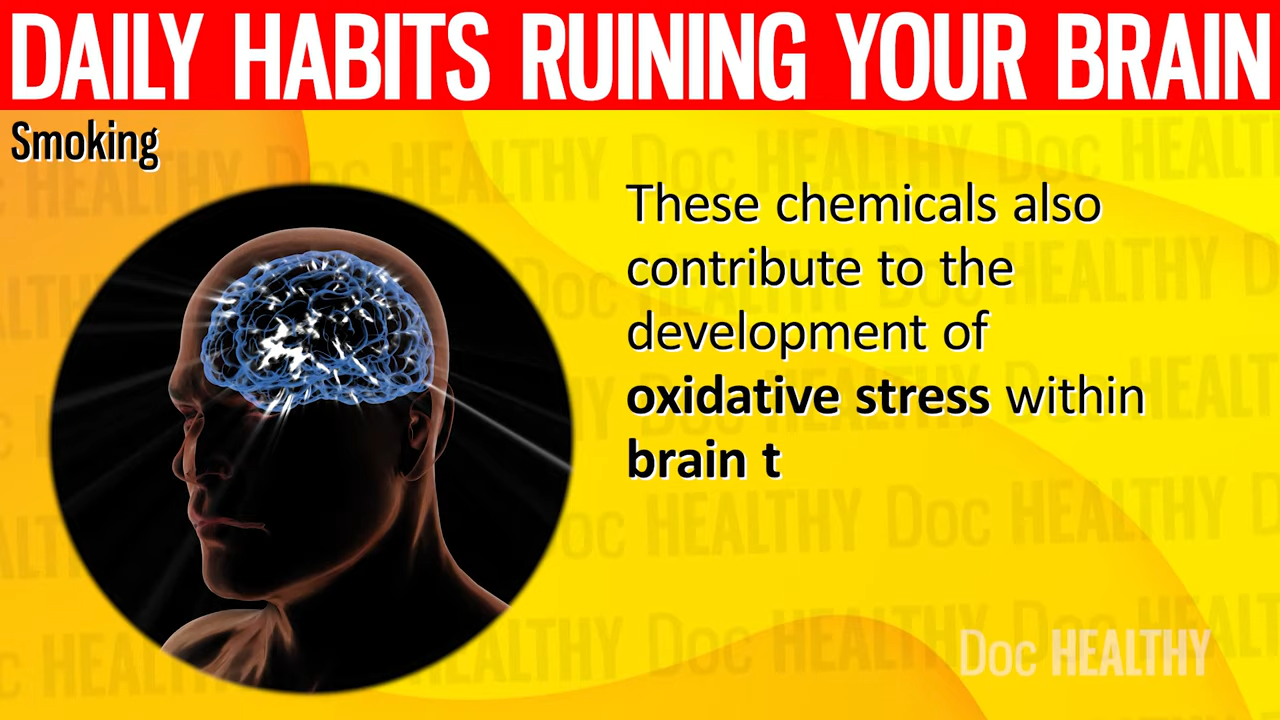 DAILY HABITS RUINING YOUR BRAIN
Smoking
These chemicals also
contribute to the
development of
oxidative stress within
brain t
Doc HEALTHY